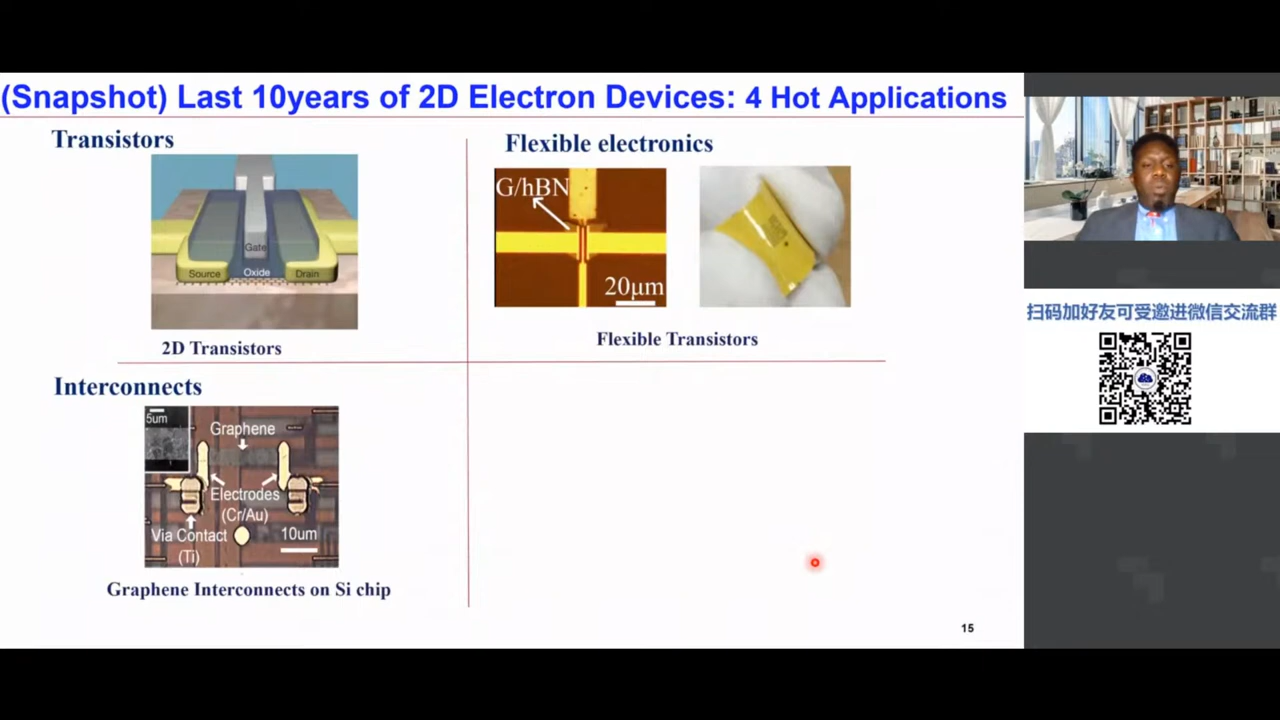 (Snapshot) Last 10years of 2D Electron Devices: 4 Hot Applications
Transistors
Gate
Source
Oxide
Drain
2D Transistors
Flexible electronics
G/hBN
20μm
Flexible Transistors
Interconnects
5um
Graphene
Electrodes
(Cr/Au)
Via Contact
(Ti)
10um
Graphene Interconnects on Si chip
15
扫码加好友可受邀进微信交流群